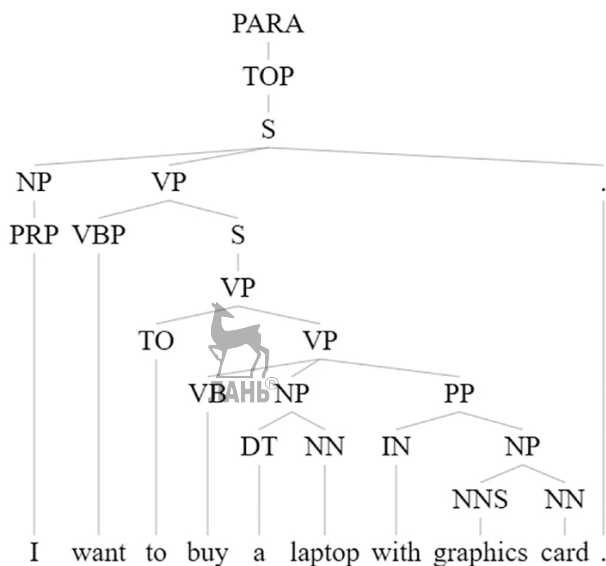 PARA
TOP
S
NP VP .
PRP VBP S
VP
TO VP
VB NP PP
ЛАНЬ®
DT NN IN NP
NNS NN
I want to buy a laptop with graphics card .